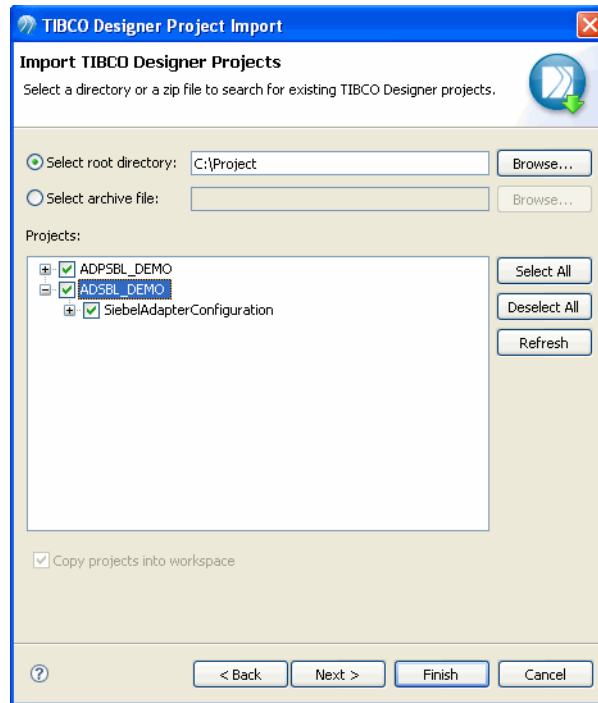 TIBCO Designer Project Import
Import TIBCO Designer Projects
Select a directory or a zip file to search for existing TIBCO Designer projects.
Select root directory: C:\Project Browse...
Select archive file: Browse...
Projects:
ADPSBL_DEMO
ADSBL_DEMO
SiebelAdapterConfiguration
Select All
Deselect All
Refresh
Copy projects into workspace
? < Back Next > Finish Cancel